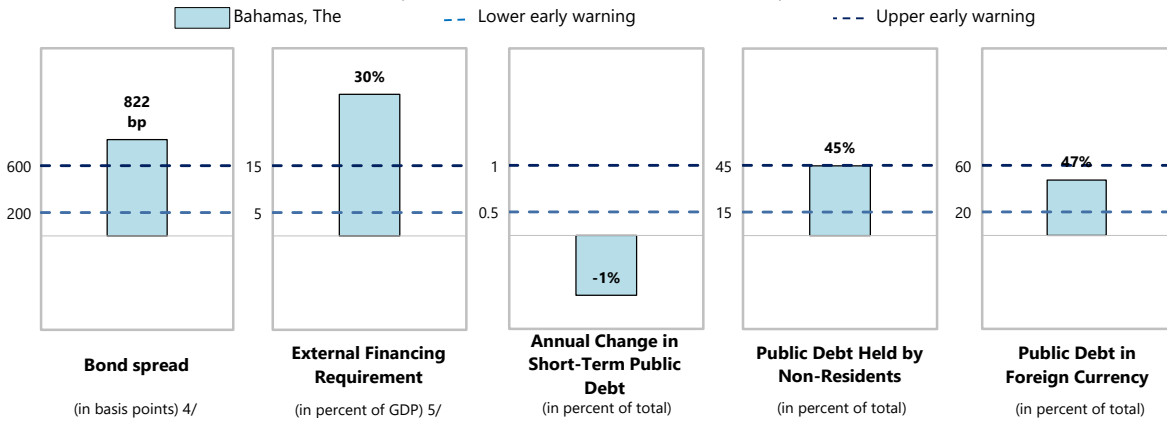 Bahamas, The
Lower early warning
Upper early warning
822
bp
600
200
Bond spread
(in basis points) 4/
30%
15
5
External Financing
Requirement
(in percent of GDP) 5/
1
0.5
-1%
Annual Change in
Short-Term Public
Debt
(in percent of total)
45%
45
15
Public Debt Held by
Non-Residents
(in percent of total)
47%
60
20
Public Debt in
Foreign Currency
(in percent of total)